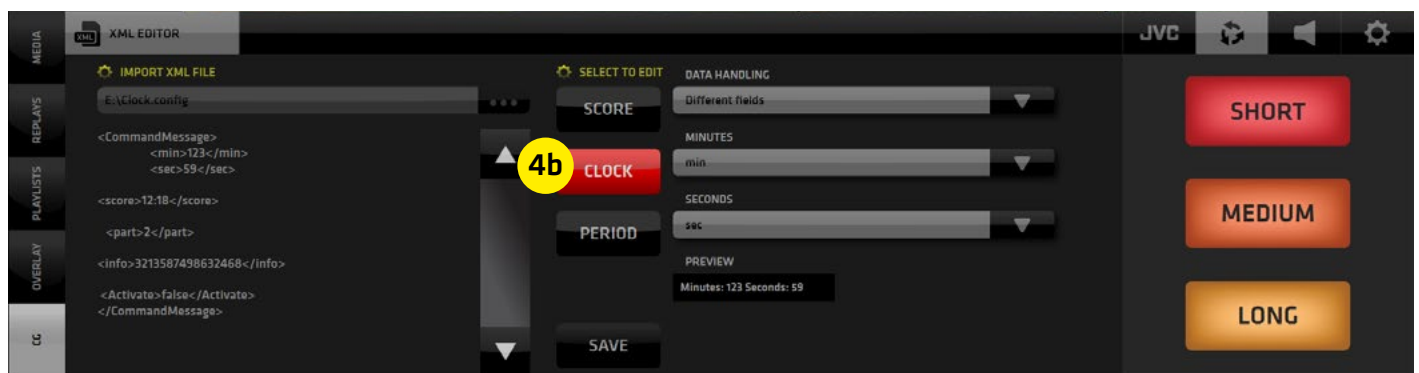 MEDIA
REPLAYS
PLAYLISTS
OVERLAY
CG
XML
XML EDITOR
JVC
IMPORT XML FILE
E:\Clock.config
<CommandMessage>
<min>123</min>
<sec>59</sec>
<score>12:18</score>
<part>2</part>
<info>3213587498632468</info>
<Activate>false</Activate>
</CommandMessage>
SELECT TO EDIT
SCORE
4b
CLOCK
PERIOD
SAVE
DATA HANDLING
Different fields
MINUTES
min
SECONDS
sec
PREVIEW
Minutes: 123 Seconds: 59
SHORT
MEDIUM
LONG